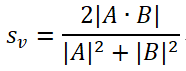 s_v = 2|A · B| / |A|² + |B|²